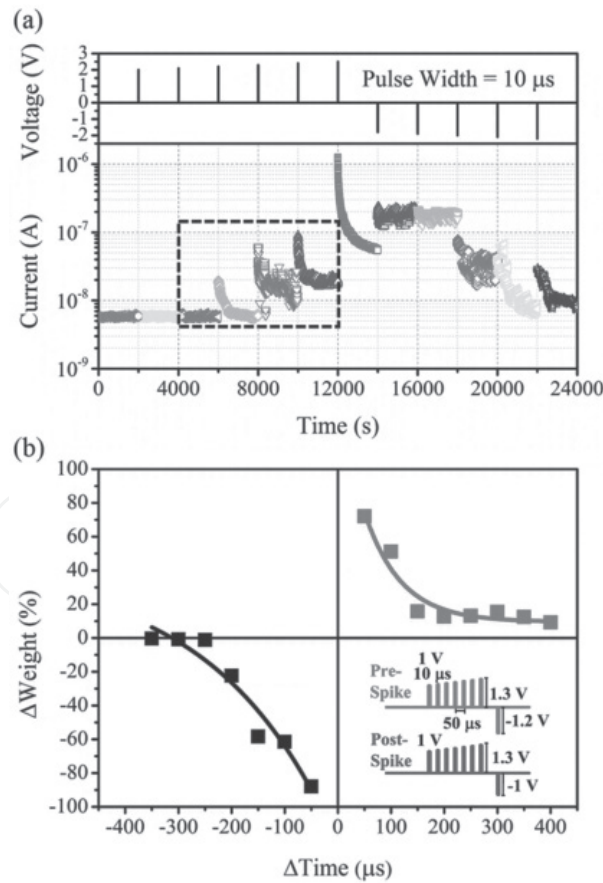 (a)
Voltage (V)
3
2
1
0
-1
-2
Pulse Width = 10 μs
Current (A)
10⁻⁶
10⁻⁷
10⁻⁸
10⁻⁹
0 4000 8000 12000 16000 20000 24000
Time (s)
(b)
ΔWeight (%)
100
80
60
40
20
0
-20
-40
-60
-80
-100
1 V
Pre- 10 μs
Spike 1.3 V
50 μs -1.2 V
Post- 1 V
Spike 1.3 V
-1 V
-400 -300 -200 -100 0 100 200 300 400
ΔTime (μs)